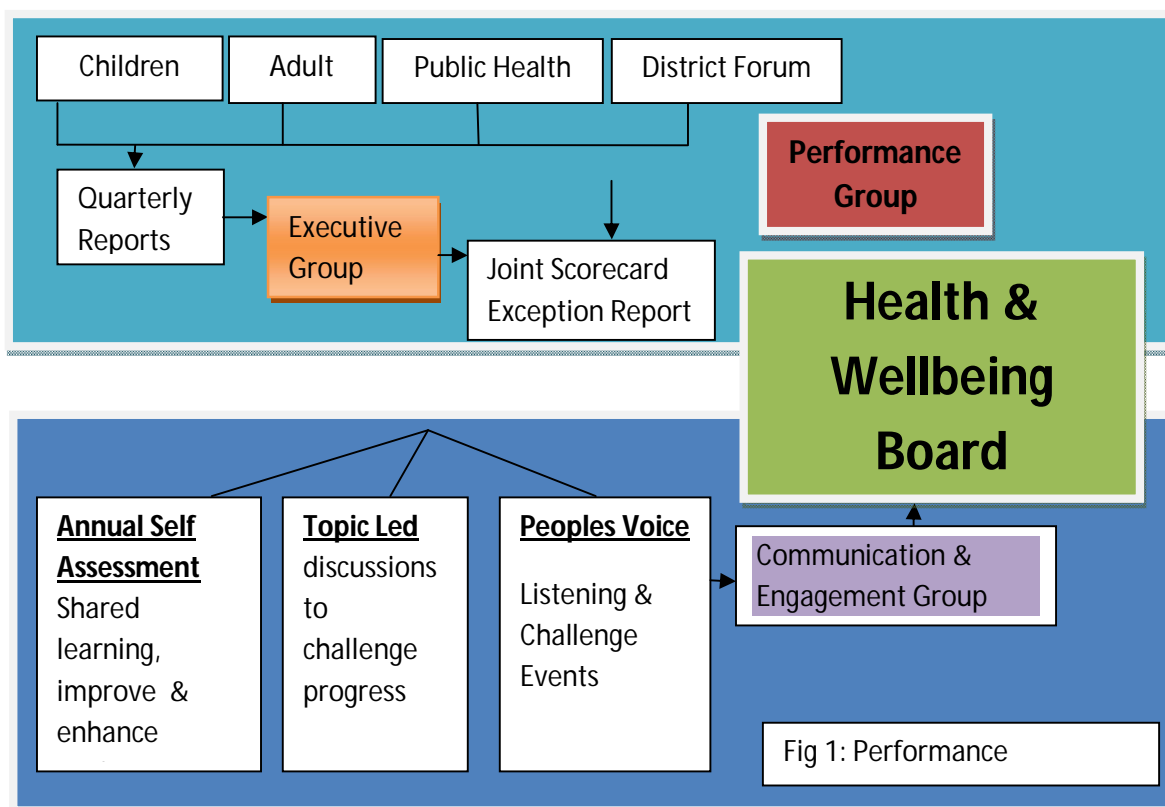 Children
Adult
Public Health
District Forum
Performance
Group
Quarterly
Reports
Executive
Group
Joint Scorecard
Exception Report
Health &
Wellbeing
Board
Annual Self
Assessment
Shared
learning,
improve &
enhance
Topic Led
discussions
to
challenge
progress
Peoples Voice
Listening &
Challenge
Events
Communication &
Engagement Group
Fig 1: Performance